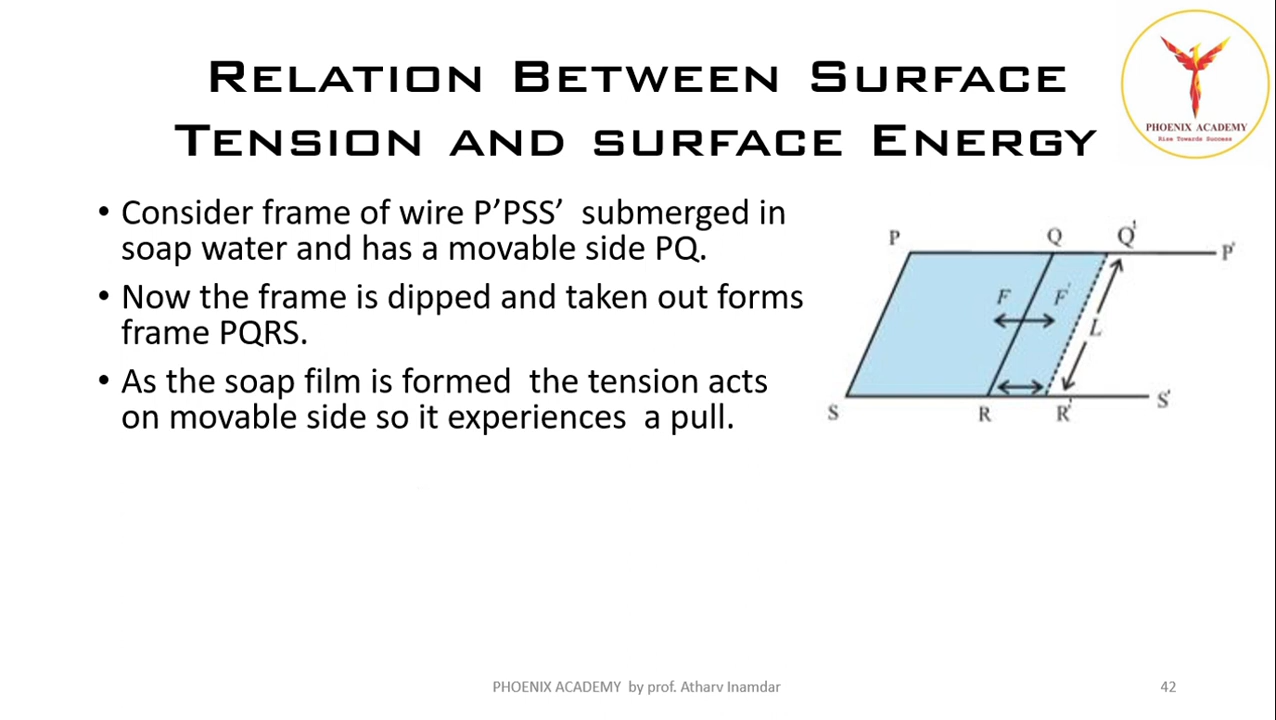 RELATION BETWEEN SURFACE
TENSION AND SURFACE ENERGY
PHOENIX ACADEMY
Rise Towards Success
• Consider frame of wire P’PSS’ submerged in
soap water and has a movable side PQ.
• Now the frame is dipped and taken out forms
frame PQRS.
• As the soap film is formed the tension acts
on movable side so it experiences a pull.
P Q Q' P'
F F'
L
S R R' S'
PHOENIX ACADEMY by prof. Atharv Inamdar
42